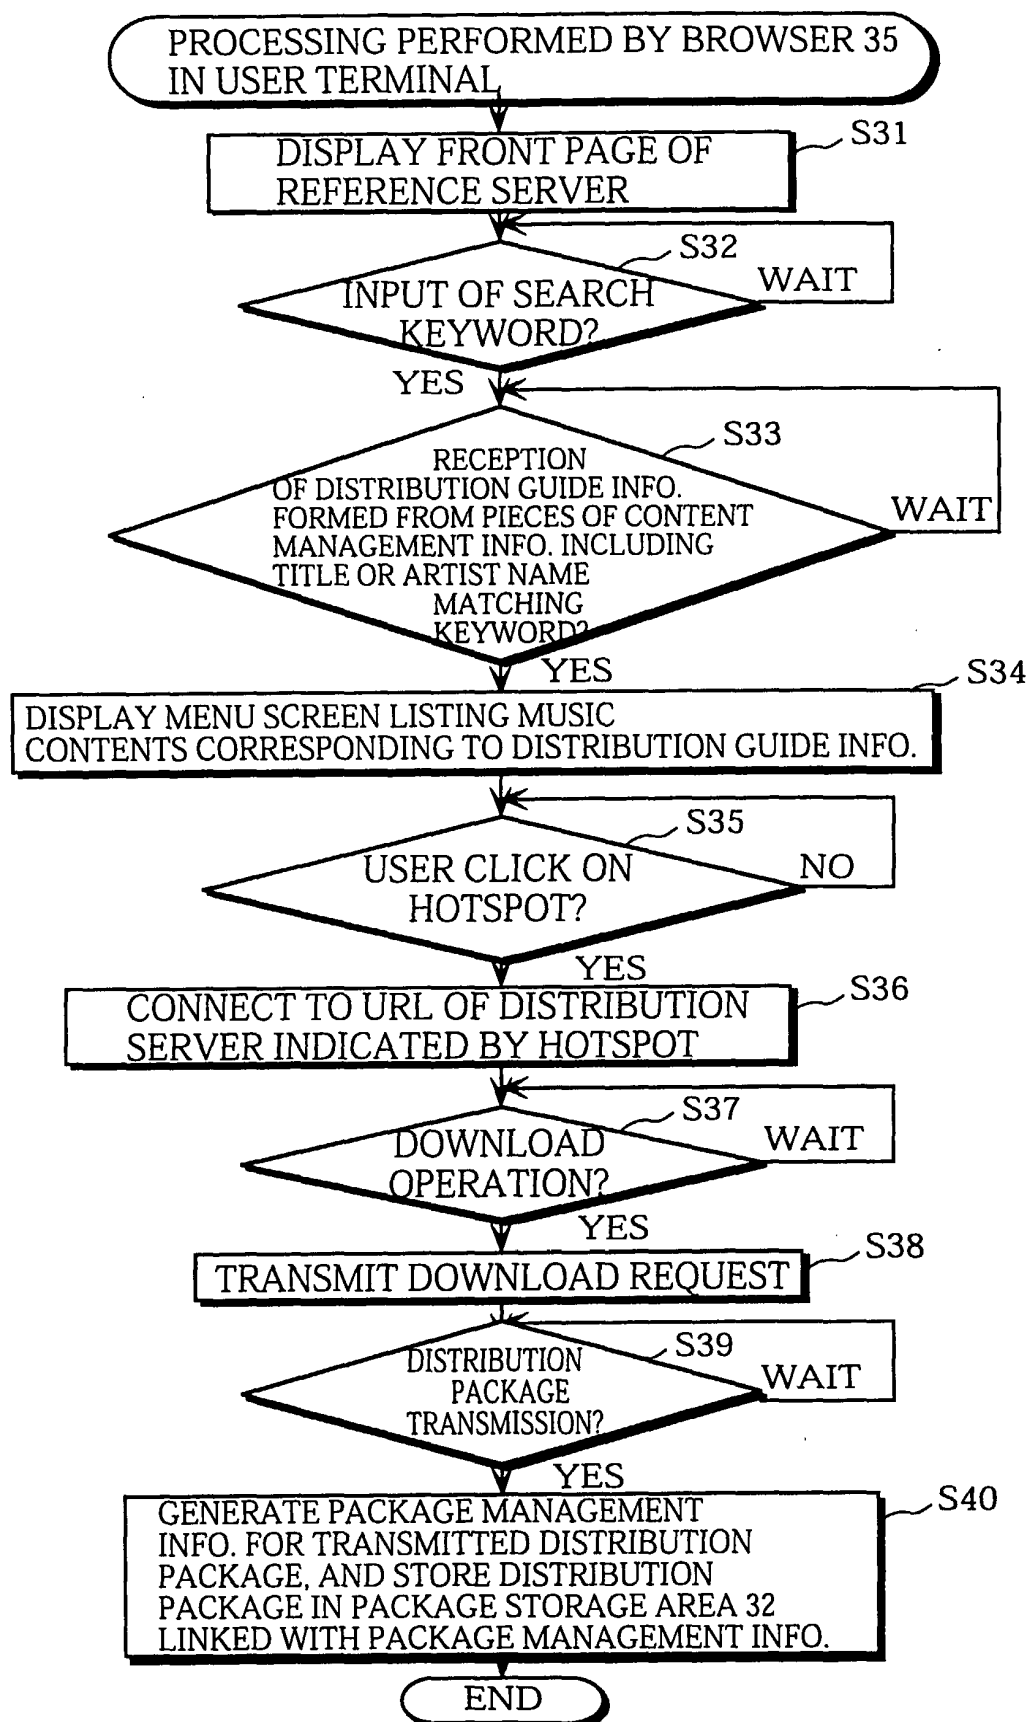 PROCESSING PERFORMED BY BROWSER 35
IN USER TERMINAL
S31
DISPLAY FRONT PAGE OF
REFERENCE SERVER
S32
WAIT
INPUT OF SEARCH
KEYWORD?
YES
S33
RECEPTION
OF DISTRIBUTION GUIDE INFO.
WAIT
FORMED FROM PIECES OF CONTENT
MANAGEMENT INFO. INCLUDING
TITLE OR ARTIST NAME
MATCHING
KEYWORD?
YES
S34
DISPLAY MENU SCREEN LISTING MUSIC
CONTENTS CORRESPONDING TO DISTRIBUTION GUIDE INFO.
S35
USER CLICK ON
NO
HOTSPOT?
YES
S36
CONNECT TO URL OF DISTRIBUTION
SERVER INDICATED BY HOTSPOT
S37
DOWNLOAD
WAIT
OPERATION?
YES
S38
TRANSMIT DOWNLOAD REQUEST
S39
DISTRIBUTION
WAIT
PACKAGE
TRANSMISSION?
YES
S40
GENERATE PACKAGE MANAGEMENT
INFO. FOR TRANSMITTED DISTRIBUTION
PACKAGE, AND STORE DISTRIBUTION
PACKAGE IN PACKAGE STORAGE AREA 32
LINKED WITH PACKAGE MANAGEMENT INFO.
END